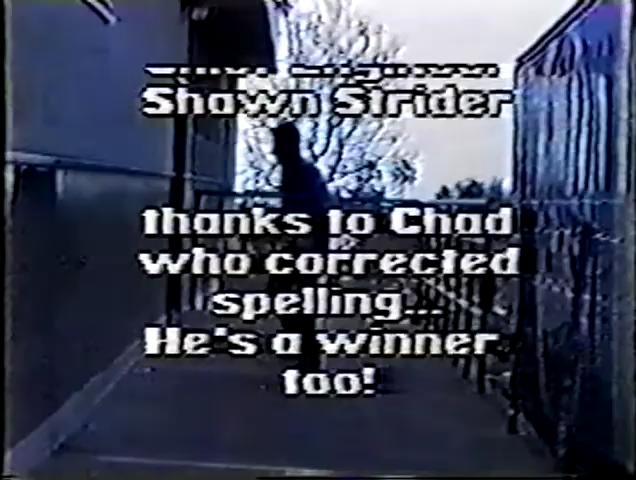 Shawn Strider
thanks to Chad
who corrected
spelling...
He's a winner
too!